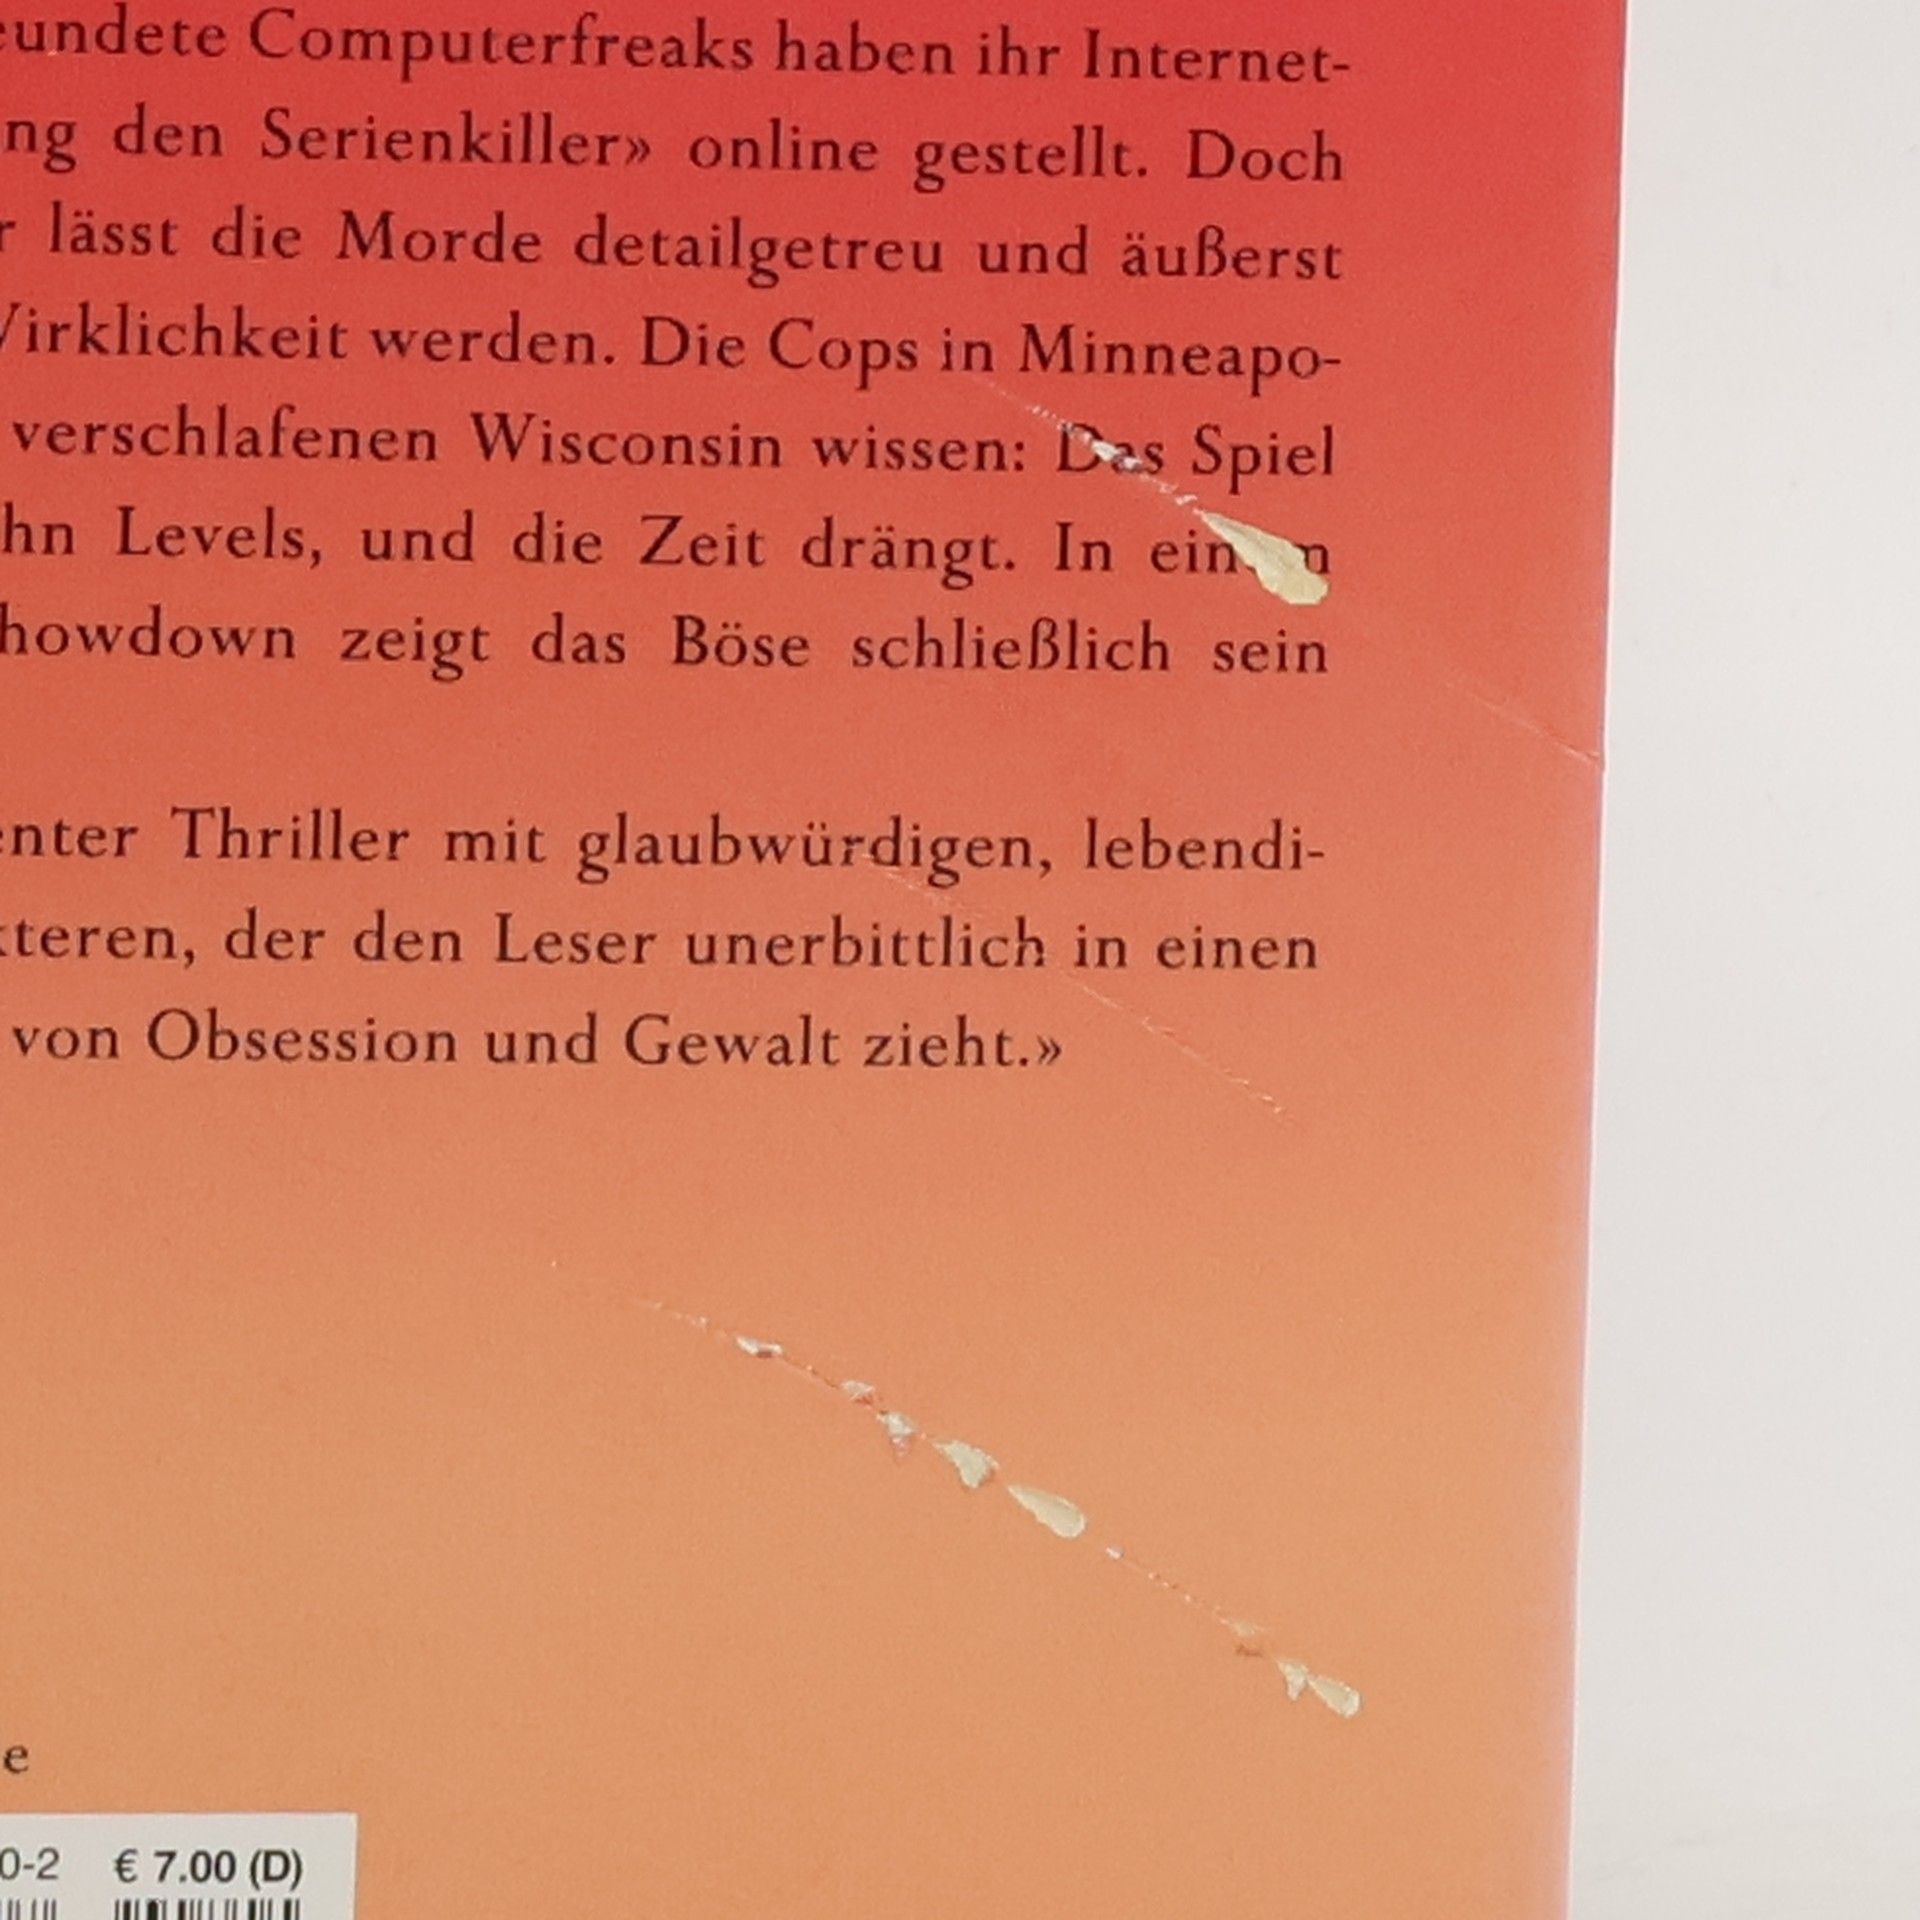 eundete Computerfreaks haben ihr Internet-
ng den Serienkiller» online gestellt. Doch
r lässt die Morde detailgetreu und äußerst
Wirklichkeit werden. Die Cops in Minneapo-
verschlafenen Wisconsin wissen: Das Spiel
hn Levels, und die Zeit drängt. In einem
howdown zeigt das Böse schließlich sein
enter Thriller mit glaubwürdigen, lebendi-
kteren, der den Leser unerbittlich in einen
von Obsession und Gewalt zieht.»
e
0-2 € 7.00 (D)